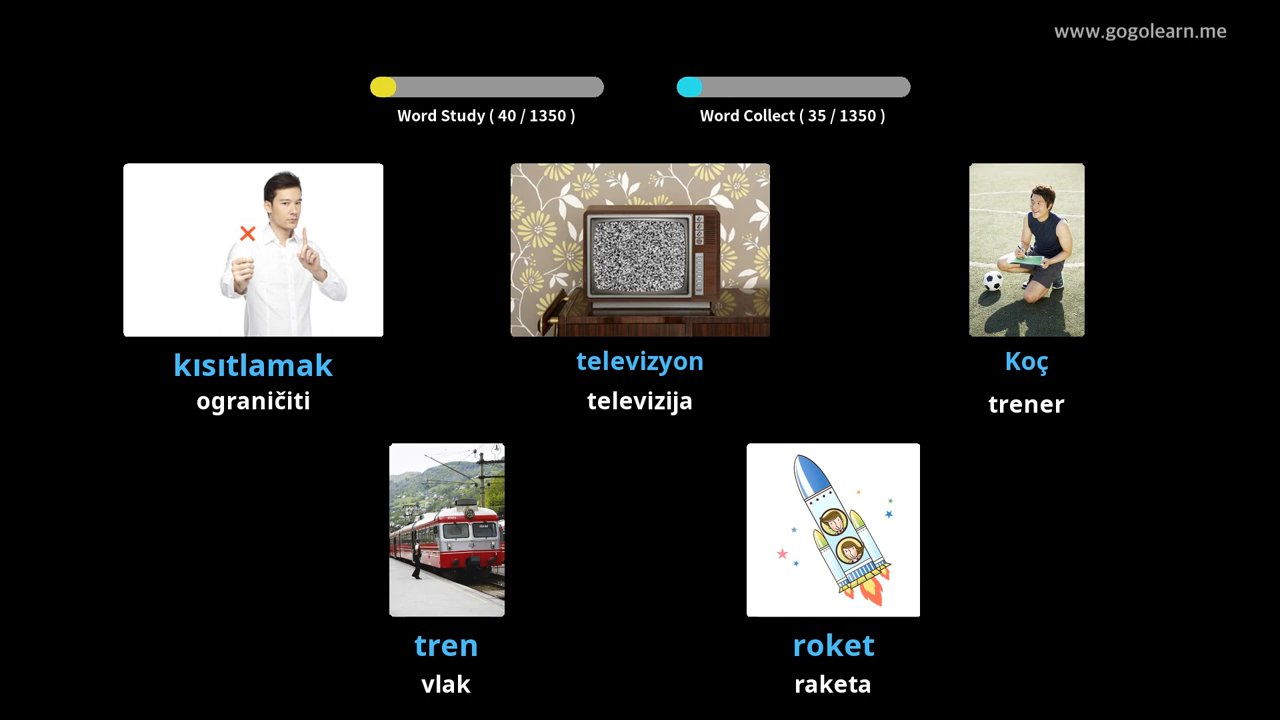 www.gogolearn.me
Word Study ( 40 / 1350 )
Word Collect ( 35 / 1350 )
kısıtlamak
ograničiti
televizyon
televizija
Koç
trener
tren
vlak
roket
raketa